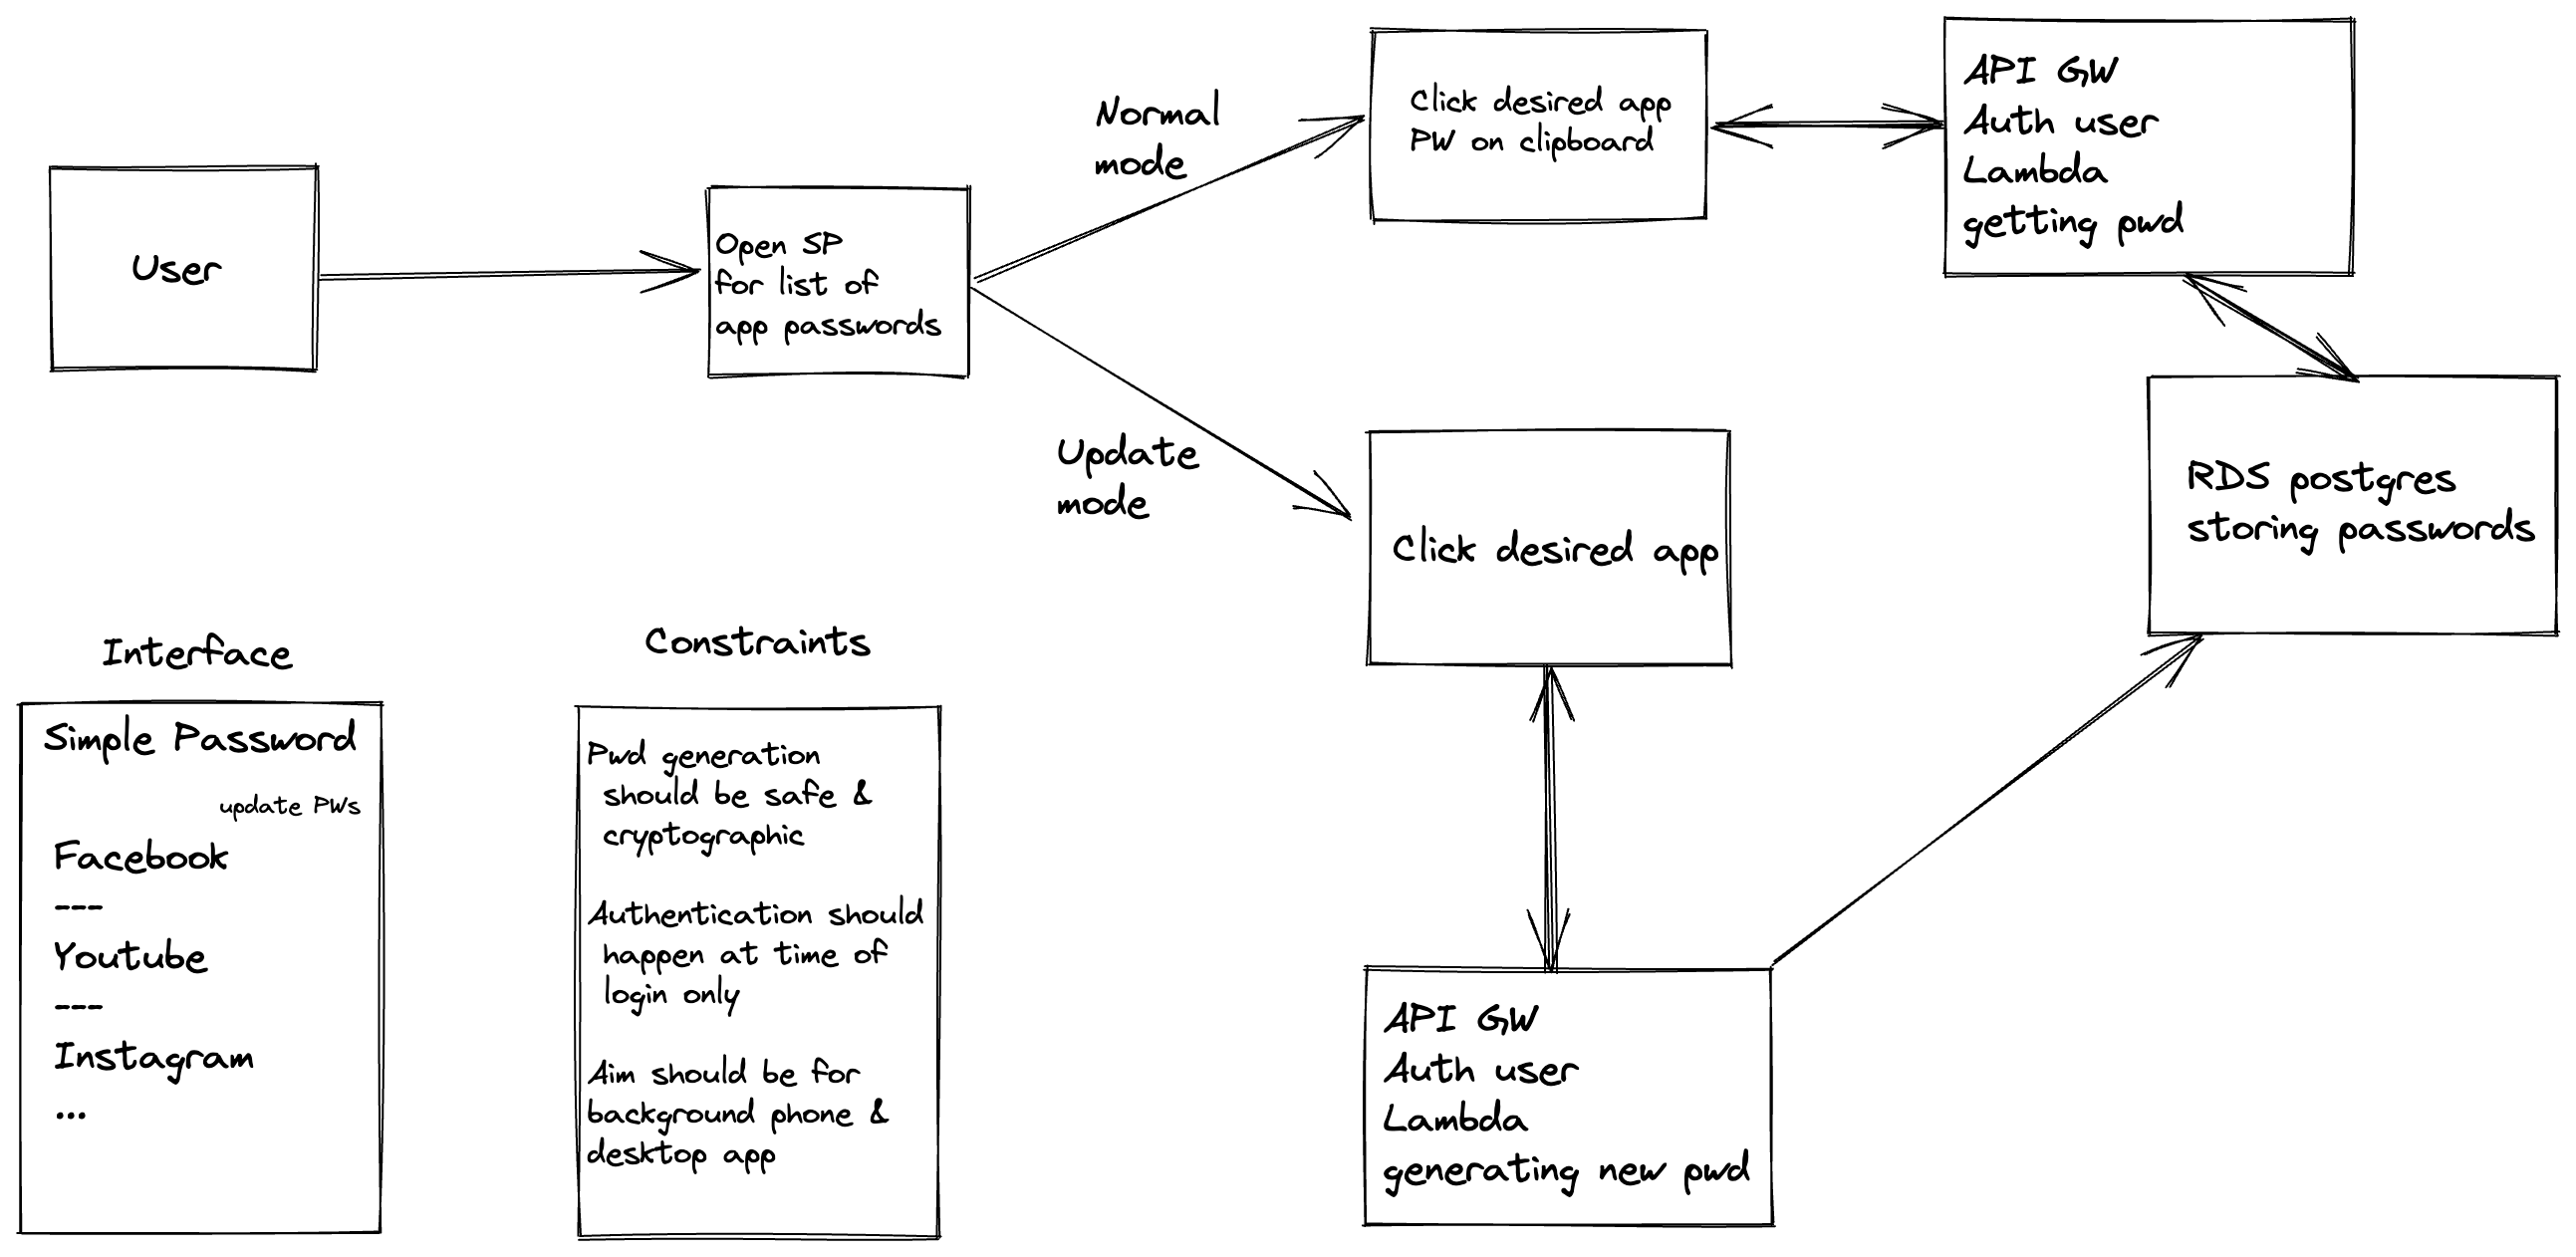 User
Open SP
for list of
app passwords
Normal
mode
Click desired app
PW on clipboard
API GW
Auth user
Lambda
getting pwd
Update
mode
Click desired app
RDS postgres
storing passwords
API GW
Auth user
Lambda
generating new pwd
Interface
Simple Password
update PWs
Facebook
---
Youtube
---
Instagram
...
Constraints
Pwd generation
should be safe &
cryptographic
Authentication should
happen at time of
login only
Aim should be for
background phone &
desktop app